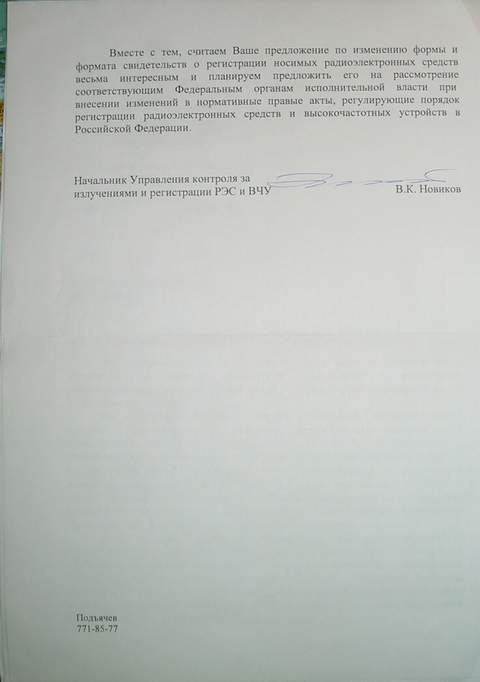 Вместе с тем, считаем Ваше предложение по изменению формы и
формата свидетельств о регистрации носимых радиоэлектронных средств
весьма интересным и планируем предложить его на рассмотрение
соответствующим Федеральным органам исполнительной власти при
внесении изменений в нормативные правые акты, регулирующие порядок
регистрации радиоэлектронных средств и высокочастотных устройств в
Российской Федерации.
Начальник Управления контроля за
излучениями и регистрации РЭС и ВЧУ
В.К. Новиков
Подъячев
771-85-77